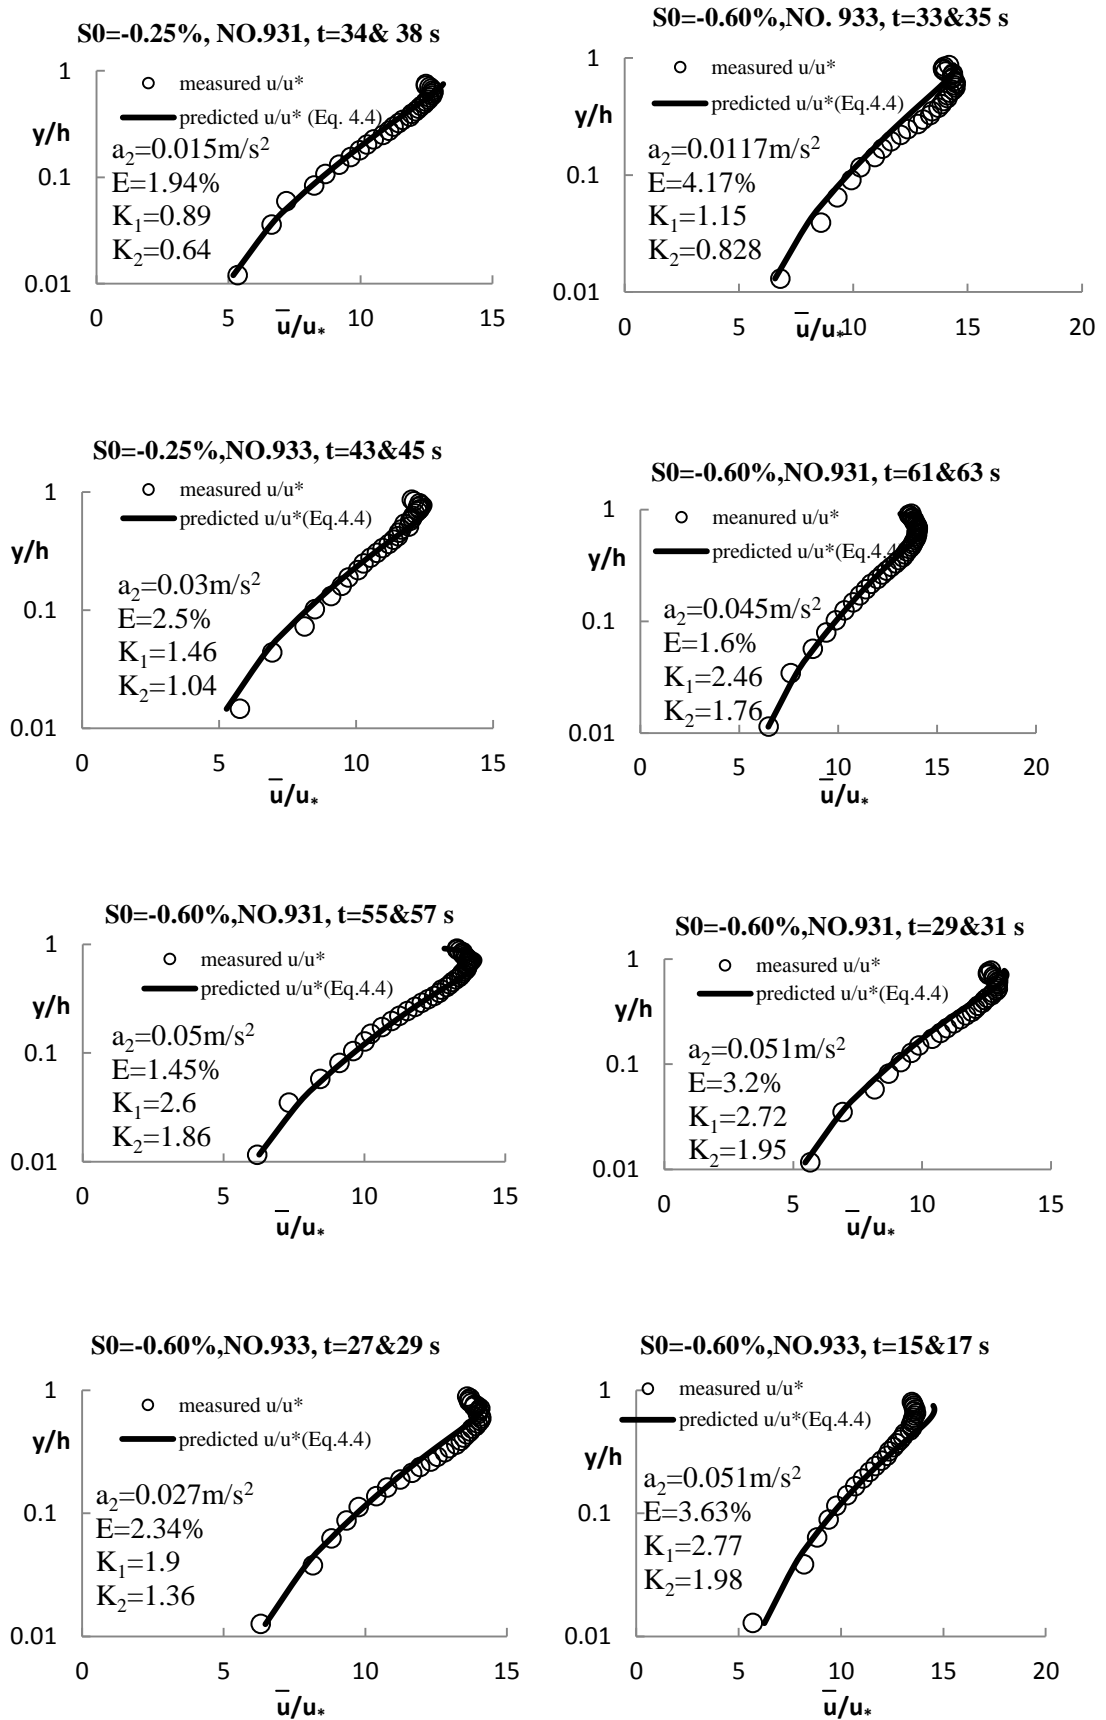 S0=-0.25%, NO.931, t=34& 38 s
1
measured u/u*
predicted u/u* (Eq. 4.4)
y/h
a₂=0.015m/s²
0.1
E=1.94%
K₁=0.89
K₂=0.64
0.01
0 5 10 15
u̅/u*
S0=-0.60%,NO. 933, t=33&35 s
1
measured u/u*
predicted u/u*(Eq.4.4)
y/h
a₂=0.0117m/s²
0.1
E=4.17%
K₁=1.15
K₂=0.828
0.01
0 5 10 15 20
u̅/u*
S0=-0.25%,NO.933, t=43&45 s
1
measured u/u*
predicted u/u*(Eq.4.4)
y/h
a₂=0.03m/s²
0.1
E=2.5%
K₁=1.46
K₂=1.04
0.01
0 5 10 15
u̅/u*
S0=-0.60%,NO.931, t=61&63 s
1
meanured u/u*
predicted u/u*(Eq.4.4
y/h
a₂=0.045m/s²
0.1
E=1.6%
K₁=2.46
K₂=1.76
0.01
0 5 10 15 20
u̅/u*
S0=-0.60%,NO.931, t=55&57 s
1
measured u/u*
predicted u/u*(Eq.4.4)
y/h
a₂=0.05m/s²
0.1
E=1.45%
K₁=2.6
K₂=1.86
0.01
0 5 10 15
u̅/u*
S0=-0.60%,NO.931, t=29&31 s
1
measured u/u*
predicted u/u*(Eq.4.4)
y/h
a₂=0.051m/s²
0.1
E=3.2%
K₁=2.72
K₂=1.95
0.01
0 5 10 15
u̅/u*
S0=-0.60%,NO.933, t=27&29 s
1
measured u/u*
predicted u/u*(Eq.4.4)
y/h
a₂=0.027m/s²
0.1
E=2.34%
K₁=1.9
K₂=1.36
0.01
0 5 10 15
u̅/u*
S0=-0.60%,NO.933, t=15&17 s
1
measured u/u*
predicted u/u*(Eq.4.4)
y/h
a₂=0.051m/s²
0.1
E=3.63%
K₁=2.77
K₂=1.98
0.01
0 5 10 15 20
u̅/u*